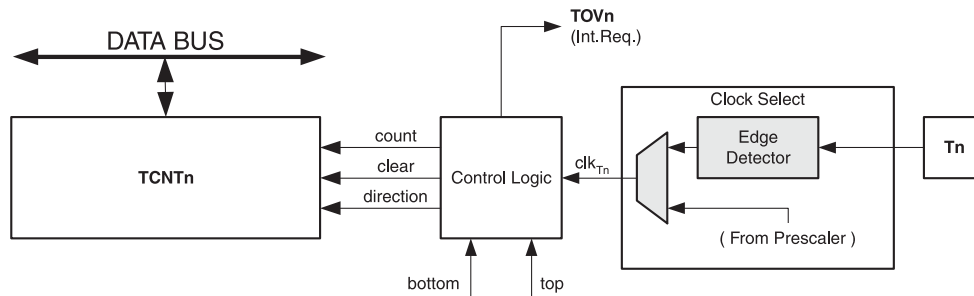 TOVn
(Int.Req.)
DATA BUS
Clock Select
count
Edge
Detector
Tn
TCNTn
clear
Control Logic
clkTn
direction
( From Prescaler )
bottom
top